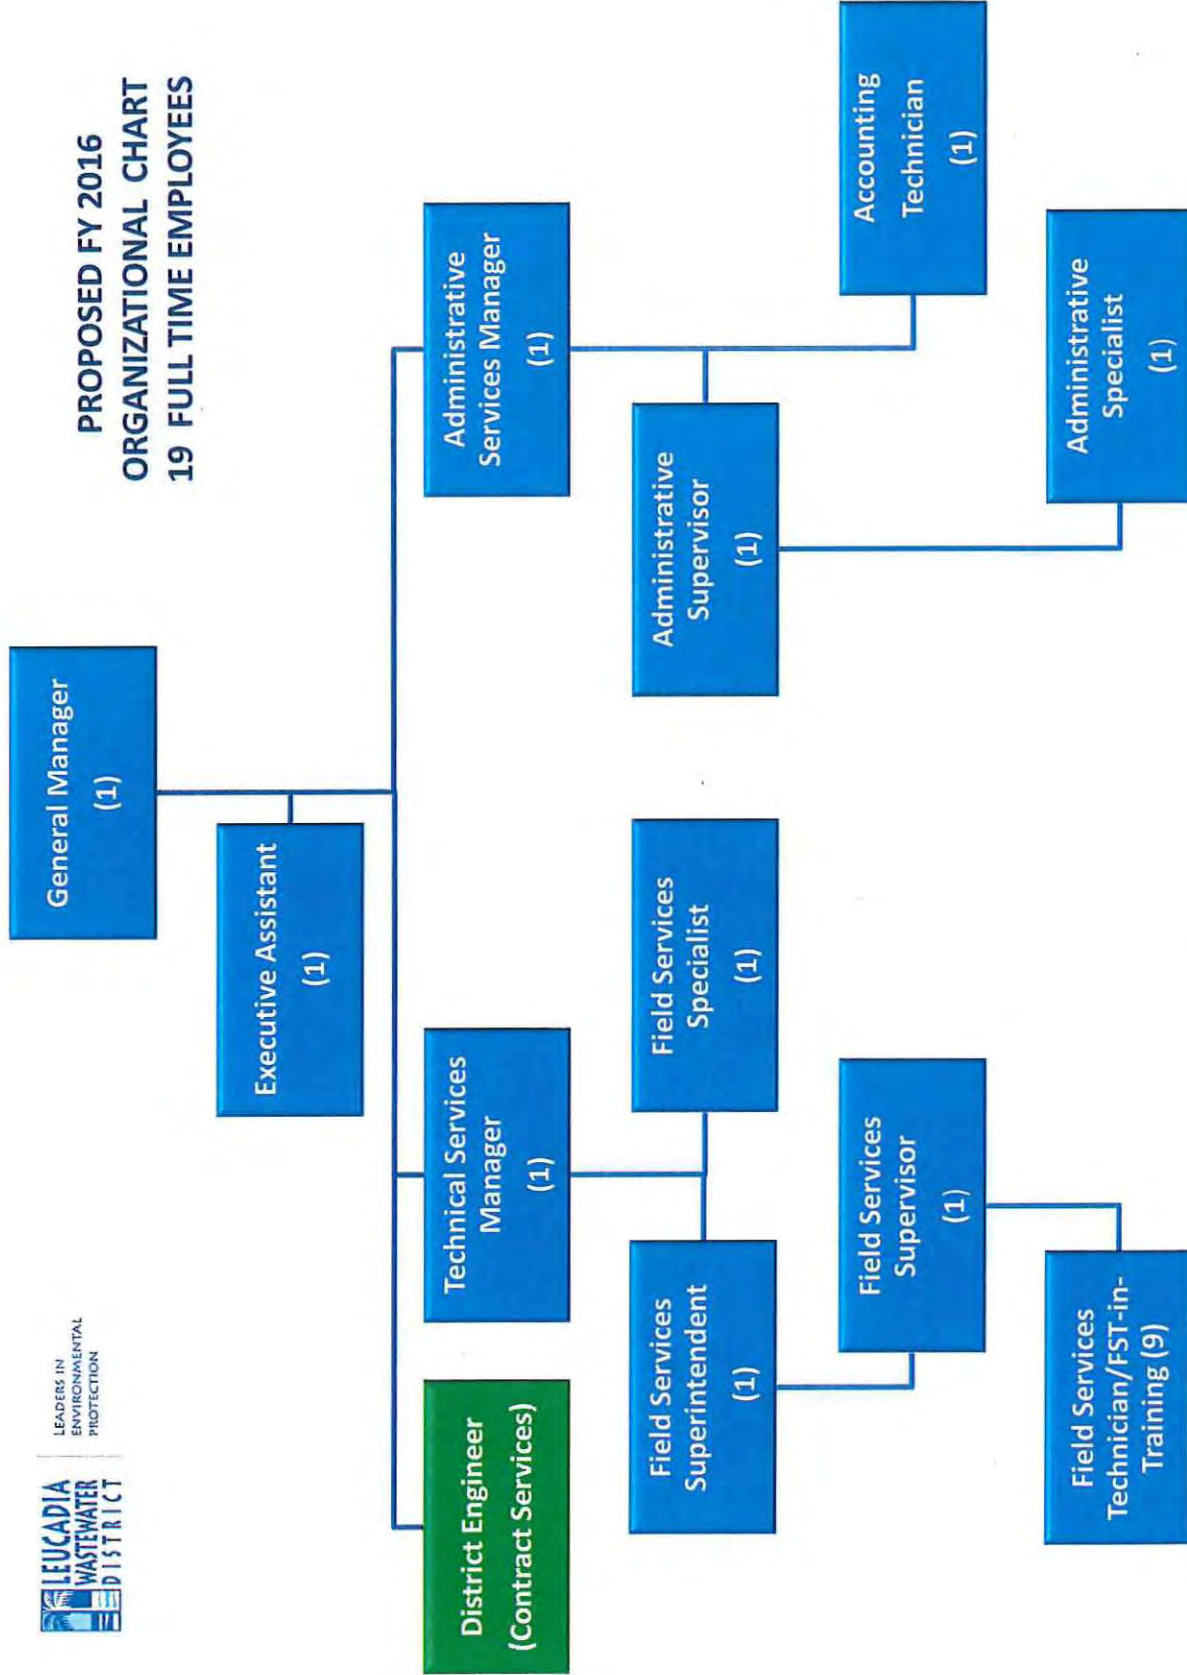 LEUCADIA
WASTEWATER
DISTRICT
LEADERS IN
ENVIRONMENTAL
PROTECTION
PROPOSED FY 2016
ORGANIZATIONAL CHART
19 FULL TIME EMPLOYEES
General Manager
(1)
Executive Assistant
(1)
District Engineer
(Contract Services)
Technical Services
Manager
(1)
Administrative
Services Manager
(1)
Field Services
Superintendent
(1)
Field Services
Specialist
(1)
Administrative
Supervisor
(1)
Field Services
Supervisor
(1)
Accounting
Technician
(1)
Field Services
Technician/FST-in-
Training (9)
Administrative
Specialist
(1)